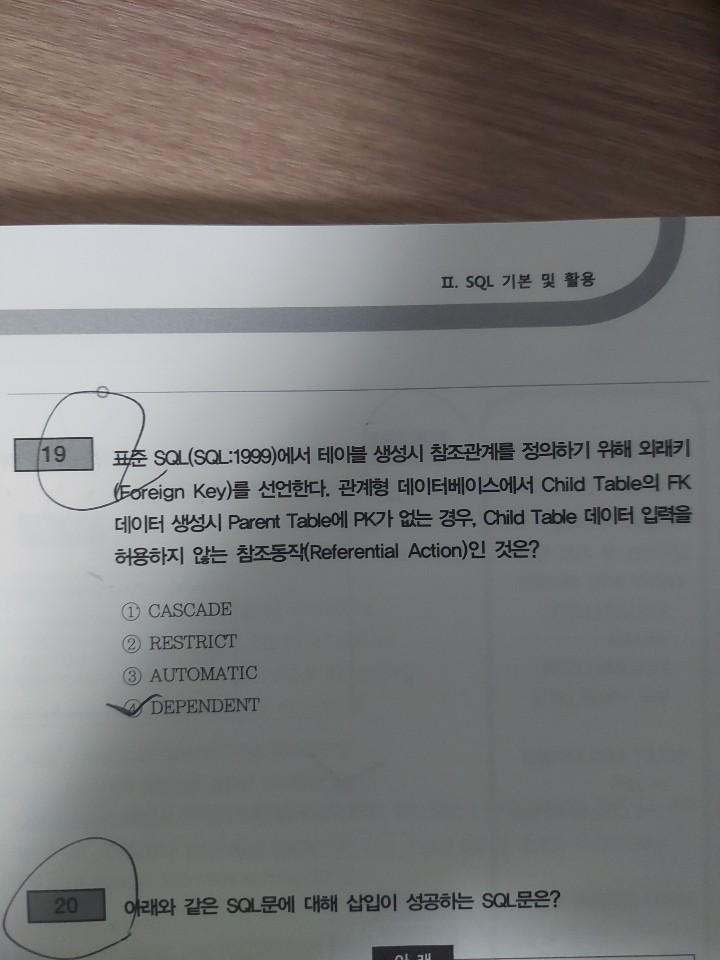 Ⅱ. SQL 기본 및 활용
19
표준 SQL(SQL:1999)에서 테이블 생성시 참조관계를 정의하기 위해 외래키
(Foreign Key)를 선언한다. 관계형 데이터베이스에서 Child Table의 FK
데이터 생성시 Parent Table에 PK가 없는 경우, Child Table 데이터 입력을
허용하지 않는 참조동작(Referential Action)인 것은?
① CASCADE
② RESTRICT
③ AUTOMATIC
④ DEPENDENT
20
아래와 같은 SQL문에 대해 삽입이 성공하는 SQL문은?
아 래